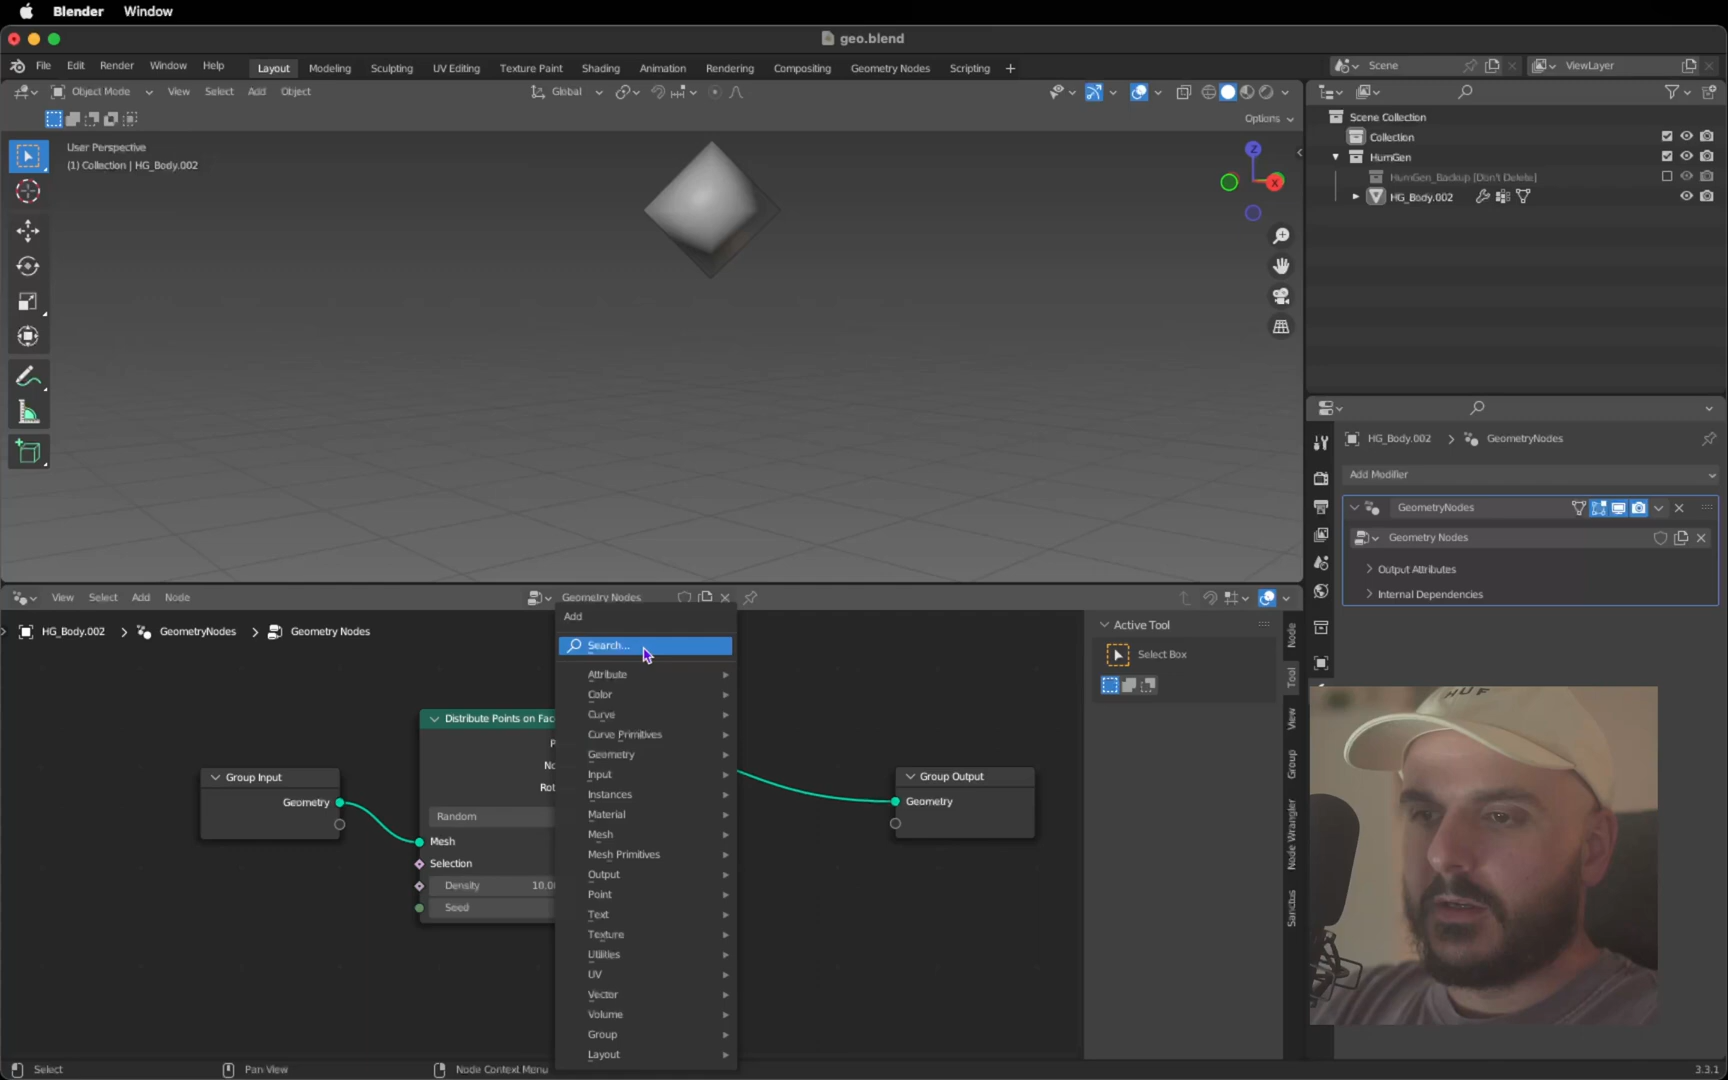 Blender Window
geo.blend
File Edit Render Window Help Layout Modeling Sculpting UV Editing Texture Paint Shading Animation Rendering Compositing Geometry Nodes Scripting + Scene ViewLayer
Object Mode View Select Add Object Global
Options
User Perspective
(1) Collection | HG_Body.002
Z
X
Scene Collection
Collection
HumGen
HumGen_Backup [Don't Delete]
HG_Body.002
HG_Body.002 > GeometryNodes
Add Modifier
GeometryNodes
Geometry Nodes
Output Attributes
Internal Dependencies
View Select Add Node Geometry Nodes
HG_Body.002 > GeometryNodes > Geometry Nodes
Add
Search...
Attribute
Color
Curve
Curve Primitives
Geometry
Input
Instances
Material
Mesh
Mesh Primitives
Output
Point
Text
Texture
Utilities
UV
Vector
Volume
Group
Layout
Group Input
Geometry
Distribute Points on Fac
P
No
Rot
Random
Mesh
Selection
Density 10.0
Seed
Group Output
Geometry
Active Tool
Select Box
Node
Tool
View
Group
Node Wrangler
Sanctus
HUF
Select Pan View Node Context Menu 3.3.1